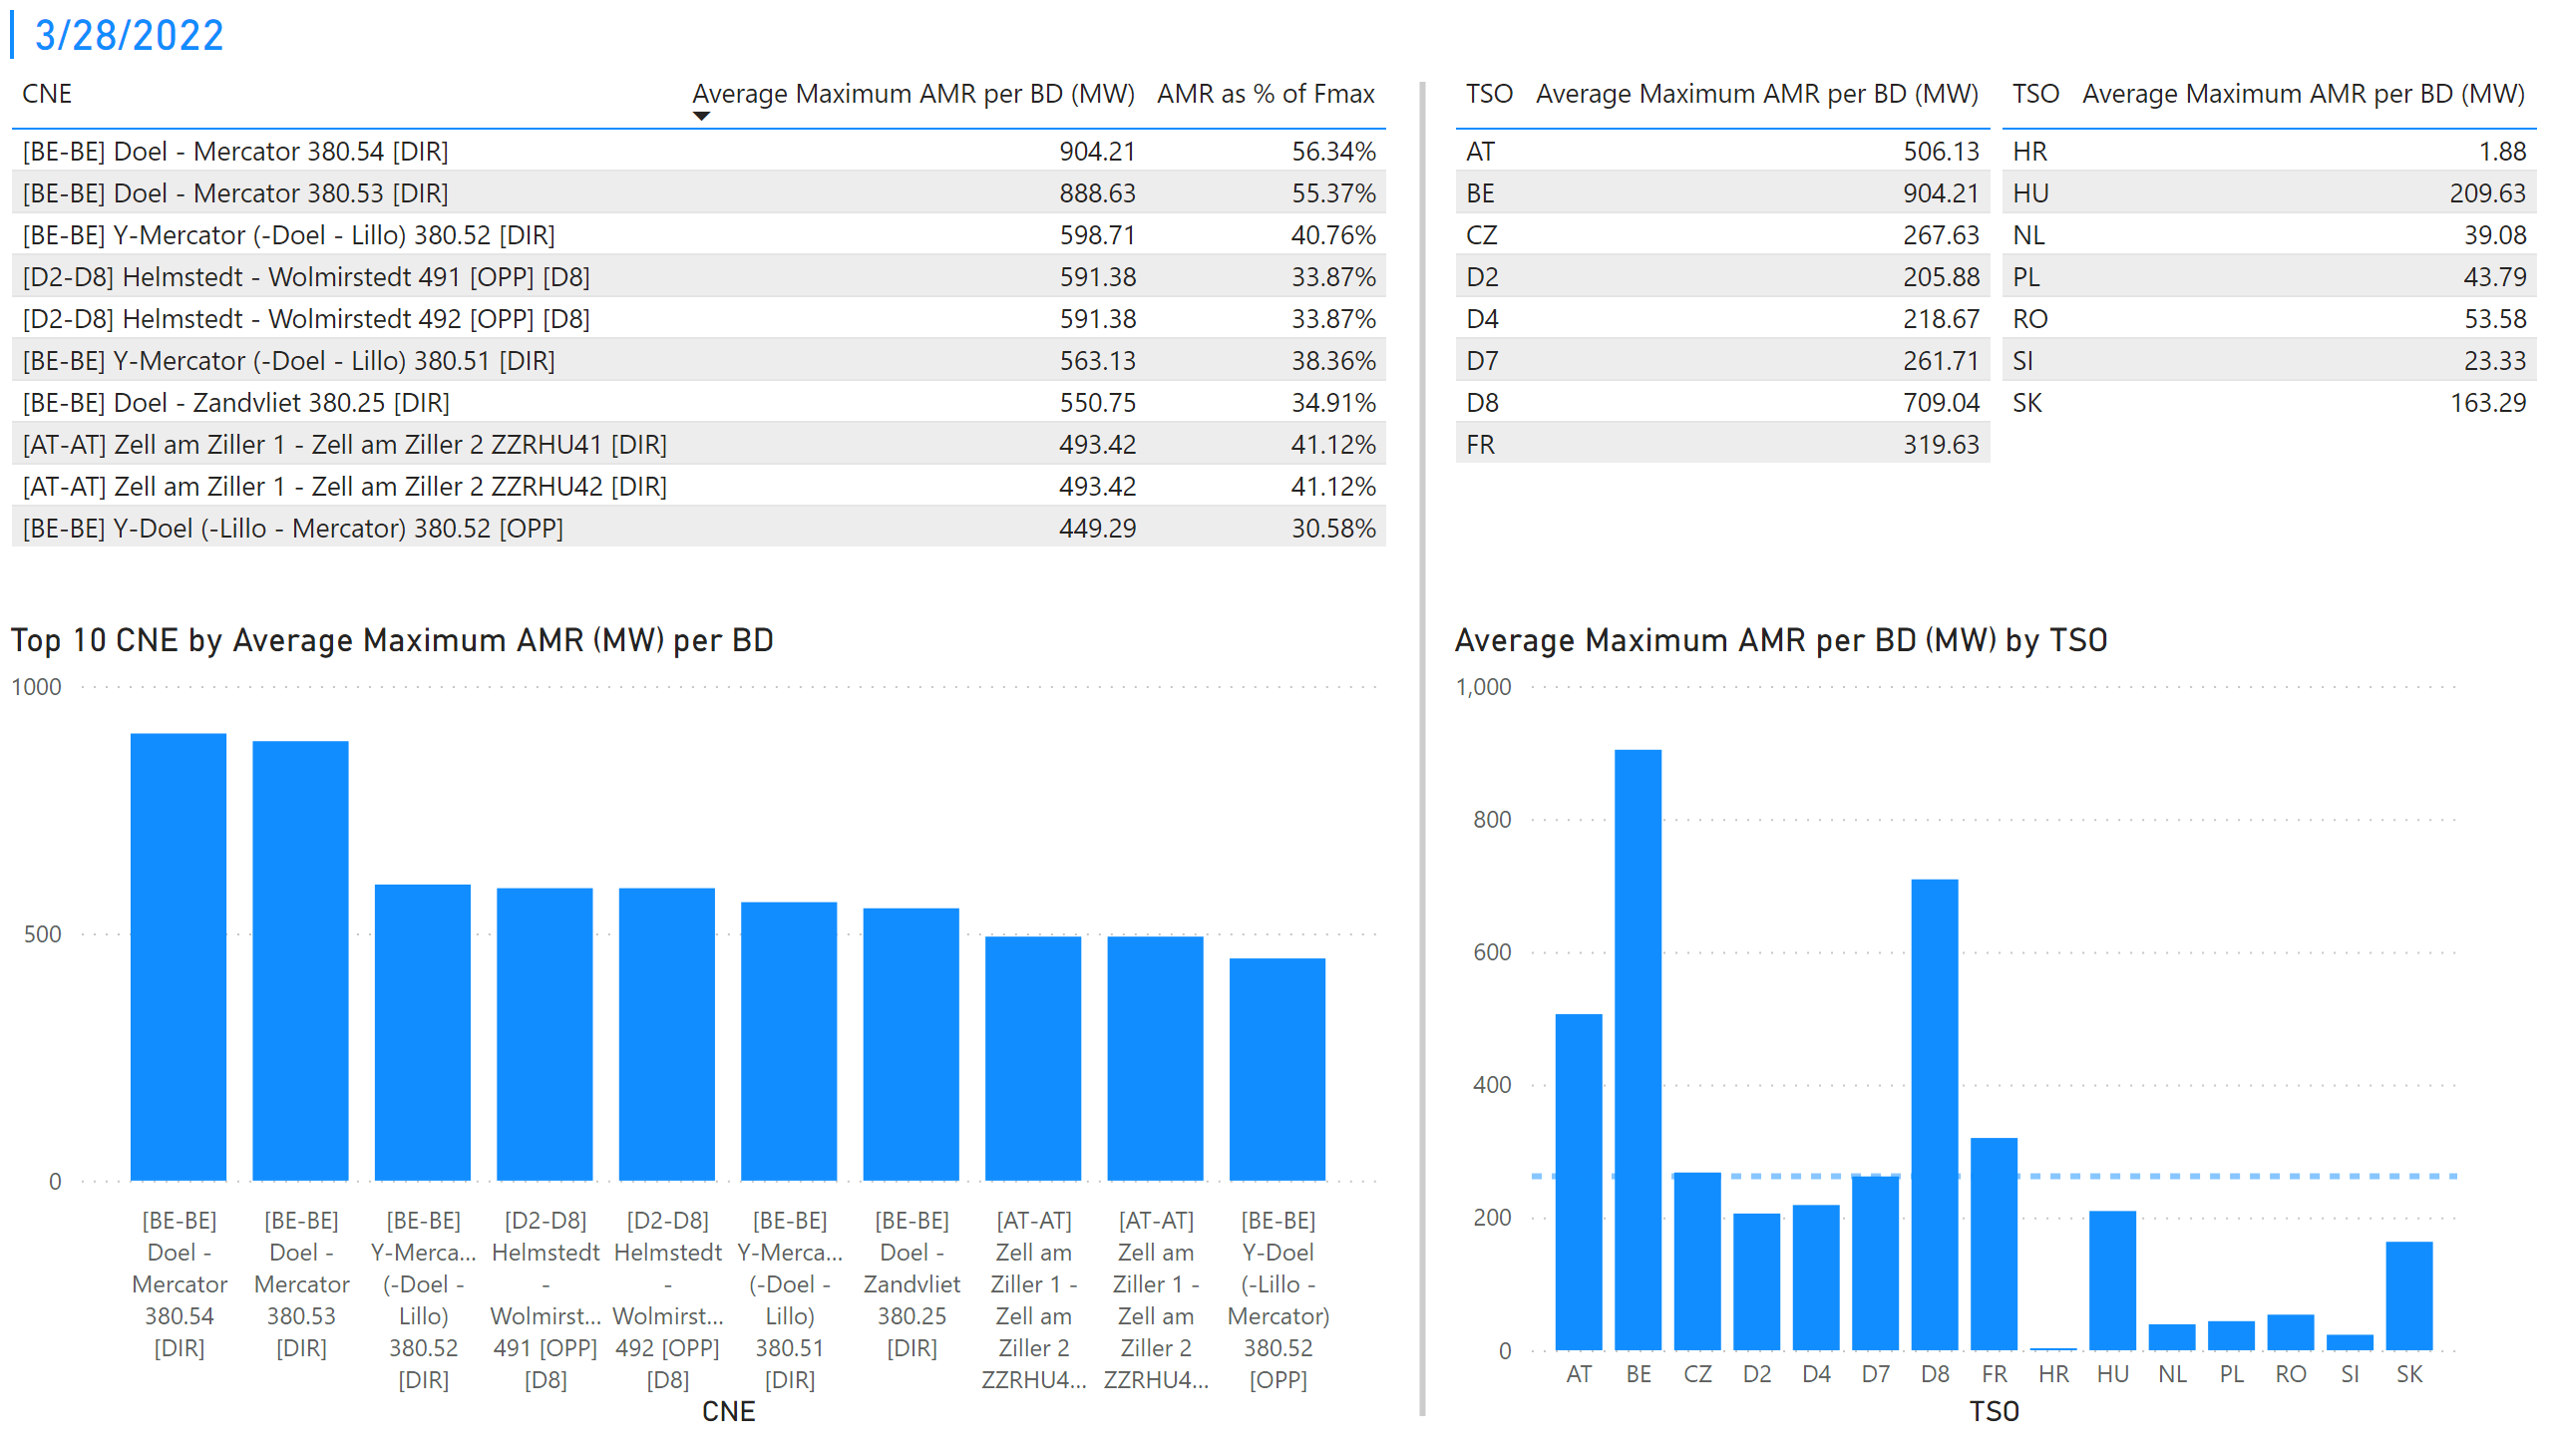 3/28/2022
CNE Average Maximum AMR per BD (MW) AMR as % of Fmax
[BE-BE] Doel - Mercator 380.54 [DIR] 904.21 56.34%
[BE-BE] Doel - Mercator 380.53 [DIR] 888.63 55.37%
[BE-BE] Y-Mercator (-Doel - Lillo) 380.52 [DIR] 598.71 40.76%
[D2-D8] Helmstedt - Wolmirstedt 491 [OPP] [D8] 591.38 33.87%
[D2-D8] Helmstedt - Wolmirstedt 492 [OPP] [D8] 591.38 33.87%
[BE-BE] Y-Mercator (-Doel - Lillo) 380.51 [DIR] 563.13 38.36%
[BE-BE] Doel - Zandvliet 380.25 [DIR] 550.75 34.91%
[AT-AT] Zell am Ziller 1 - Zell am Ziller 2 ZZRHU41 [DIR] 493.42 41.12%
[AT-AT] Zell am Ziller 1 - Zell am Ziller 2 ZZRHU42 [DIR] 493.42 41.12%
[BE-BE] Y-Doel (-Lillo - Mercator) 380.52 [OPP] 449.29 30.58%
TSO Average Maximum AMR per BD (MW)
AT 506.13
BE 904.21
CZ 267.63
D2 205.88
D4 218.67
D7 261.71
D8 709.04
FR 319.63
TSO Average Maximum AMR per BD (MW)
HR 1.88
HU 209.63
NL 39.08
PL 43.79
RO 53.58
SI 23.33
SK 163.29
Top 10 CNE by Average Maximum AMR (MW) per BD
1000
500
0
[BE-BE]
Doel -
Mercator
380.54
[DIR]
[BE-BE]
Doel -
Mercator
380.53
[DIR]
[BE-BE]
Y-Merca...
(-Doel -
Lillo)
380.52
[DIR]
[D2-D8]
Helmstedt
-
Wolmirst...
491 [OPP]
[D8]
[D2-D8]
Helmstedt
-
Wolmirst...
492 [OPP]
[D8]
[BE-BE]
Y-Merca...
(-Doel -
Lillo)
380.51
[DIR]
[BE-BE]
Doel -
Zandvliet
380.25
[DIR]
[AT-AT]
Zell am
Ziller 1 -
Zell am
Ziller 2
ZZRHU4...
[AT-AT]
Zell am
Ziller 1 -
Zell am
Ziller 2
ZZRHU4...
[BE-BE]
Y-Doel
(-Lillo -
Mercator)
380.52
[OPP]
CNE
Average Maximum AMR per BD (MW) by TSO
1,000
800
600
400
200
0
AT BE CZ D2 D4 D7 D8 FR HR HU NL PL RO SI SK
TSO